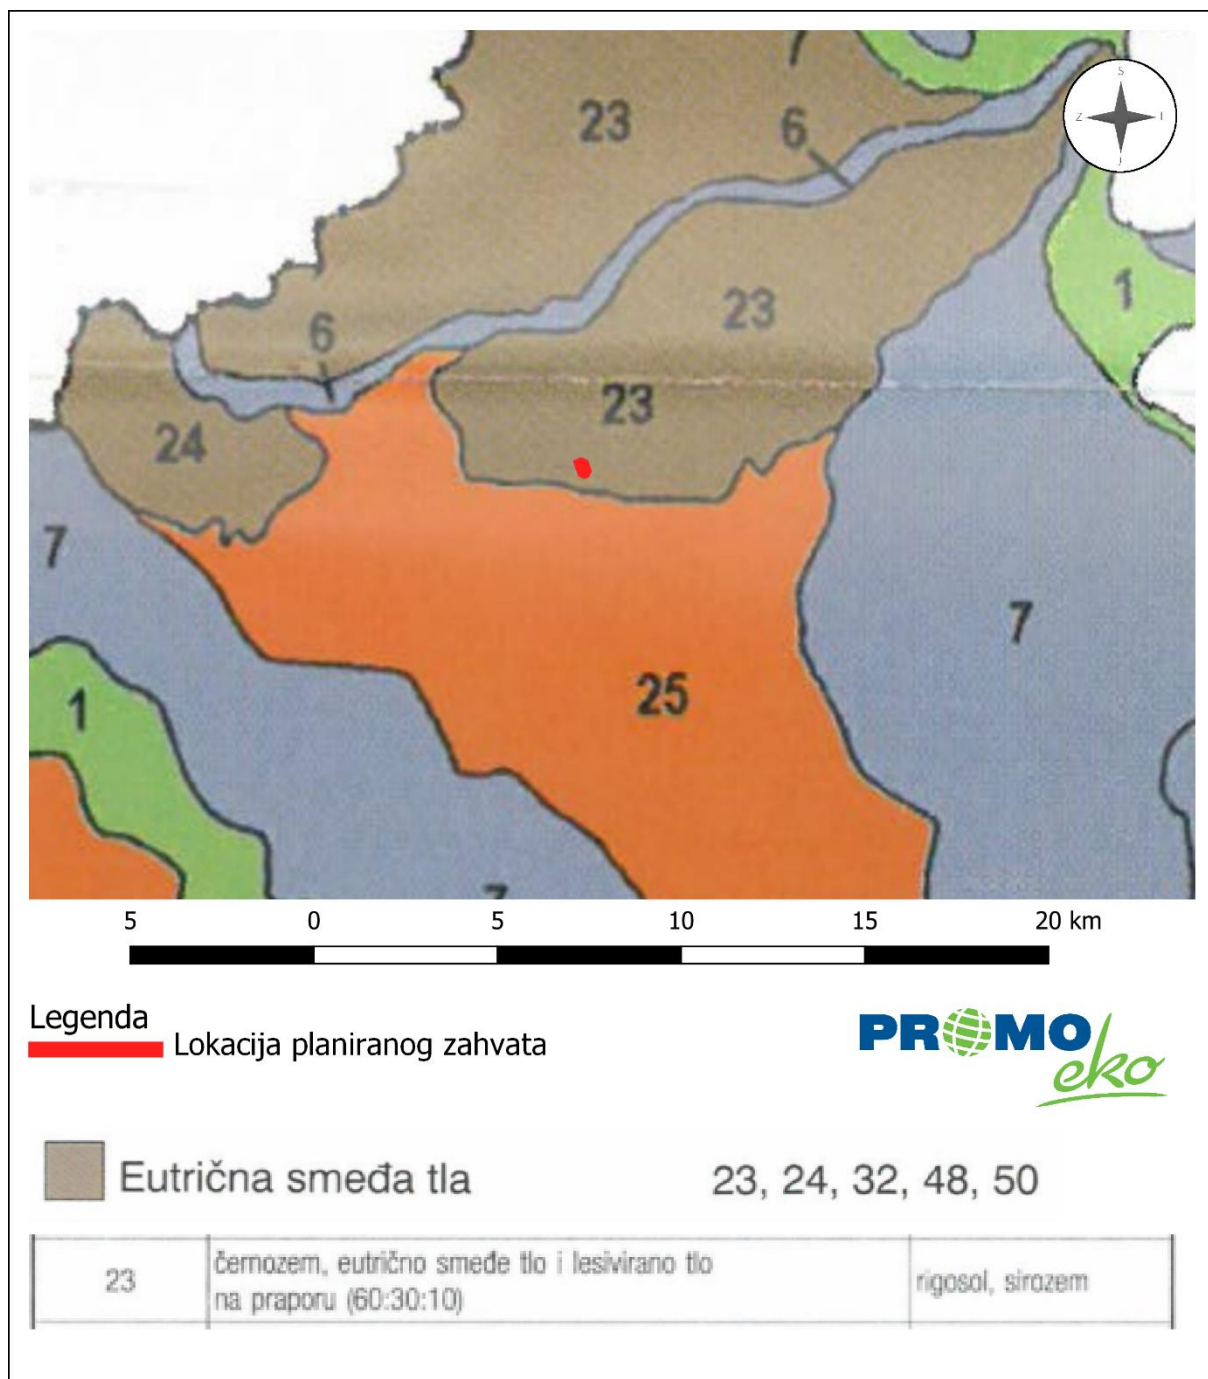 7
23
6
S
Z
I
J
1
23
6
23
24
7
7
25
1
7
5 0 5 10 15 20 km
Legenda
Lokacija planiranog zahvata
PROMO
eko
Eutrična smeđa tla 23, 24, 32, 48, 50
23 černozem, eutrično smeđe tlo i lesivirano tlo rigosol, sirozem
na praporu (60:30:10)